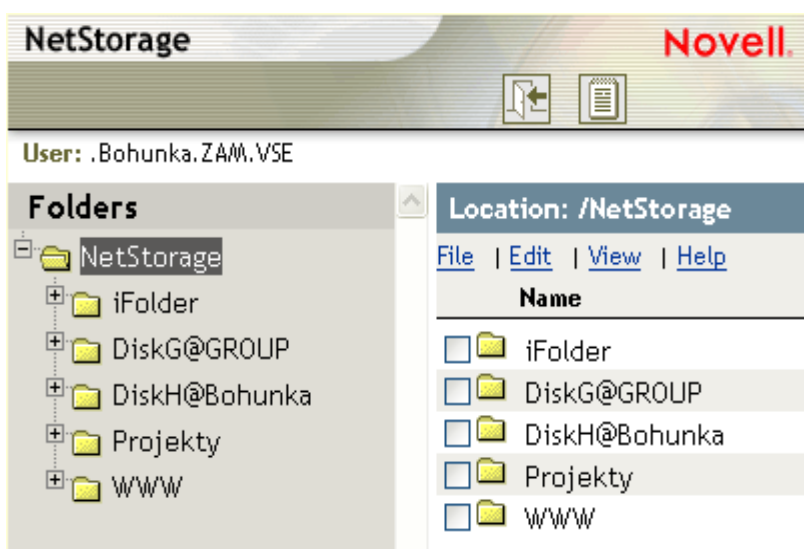 NetStorage
Novell.
User: .Bohunka.ZAM.VSE
Folders
NetStorage
iFolder
DiskG@GROUP
DiskH@Bohunka
Projekty
WWW
Location: /NetStorage
File | Edit | View | Help
Name
iFolder
DiskG@GROUP
DiskH@Bohunka
Projekty
WWW